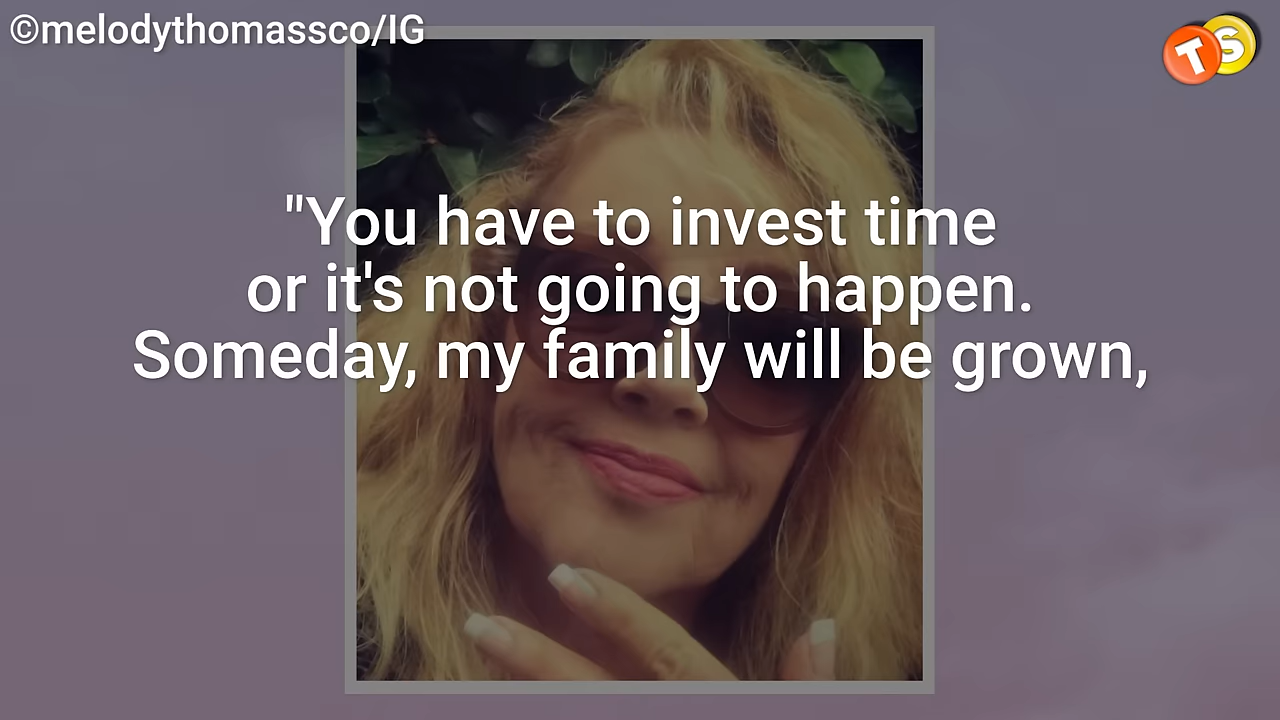 ©melodythomassco/IG
TS
"You have to invest time
or it's not going to happen.
Someday, my family will be grown,